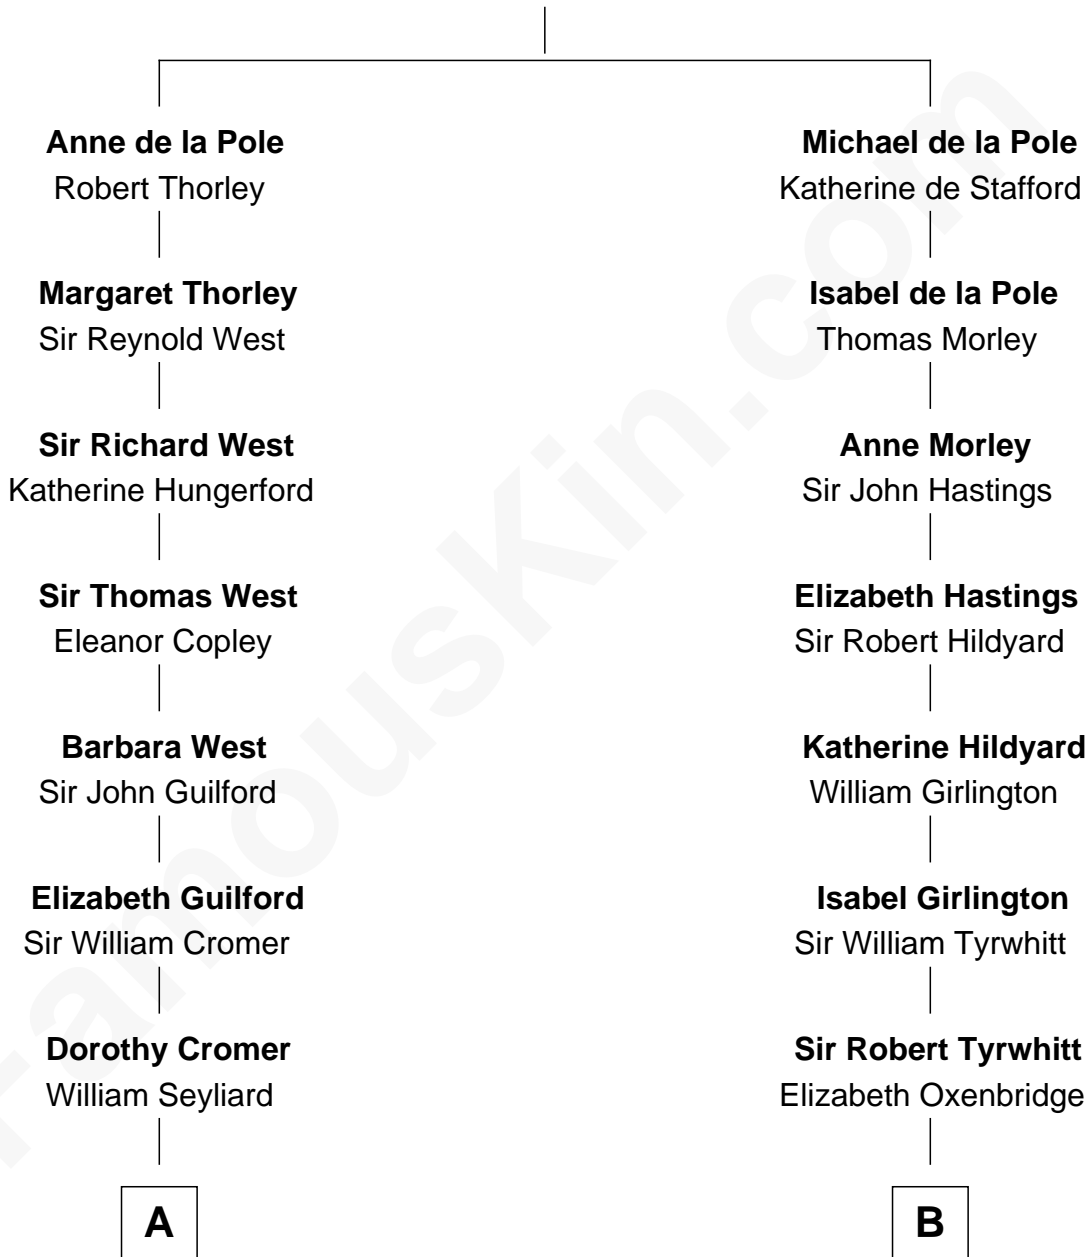 Anne de la Pole
Robert Thorley
Margaret Thorley
Sir Reynold West
Sir Richard West
Katherine Hungerford
Sir Thomas West
Eleanor Copley
Barbara West
Sir John Guilford
Elizabeth Guilford
Sir William Cromer
Dorothy Cromer
William Seyliard
A
Michael de la Pole
Katherine de Stafford
Isabel de la Pole
Thomas Morley
Anne Morley
Sir John Hastings
Elizabeth Hastings
Sir Robert Hildyard
Katherine Hildyard
William Girlington
Isabel Girlington
Sir William Tyrwhitt
Sir Robert Tyrwhitt
Elizabeth Oxenbridge
B
FamousKin.com